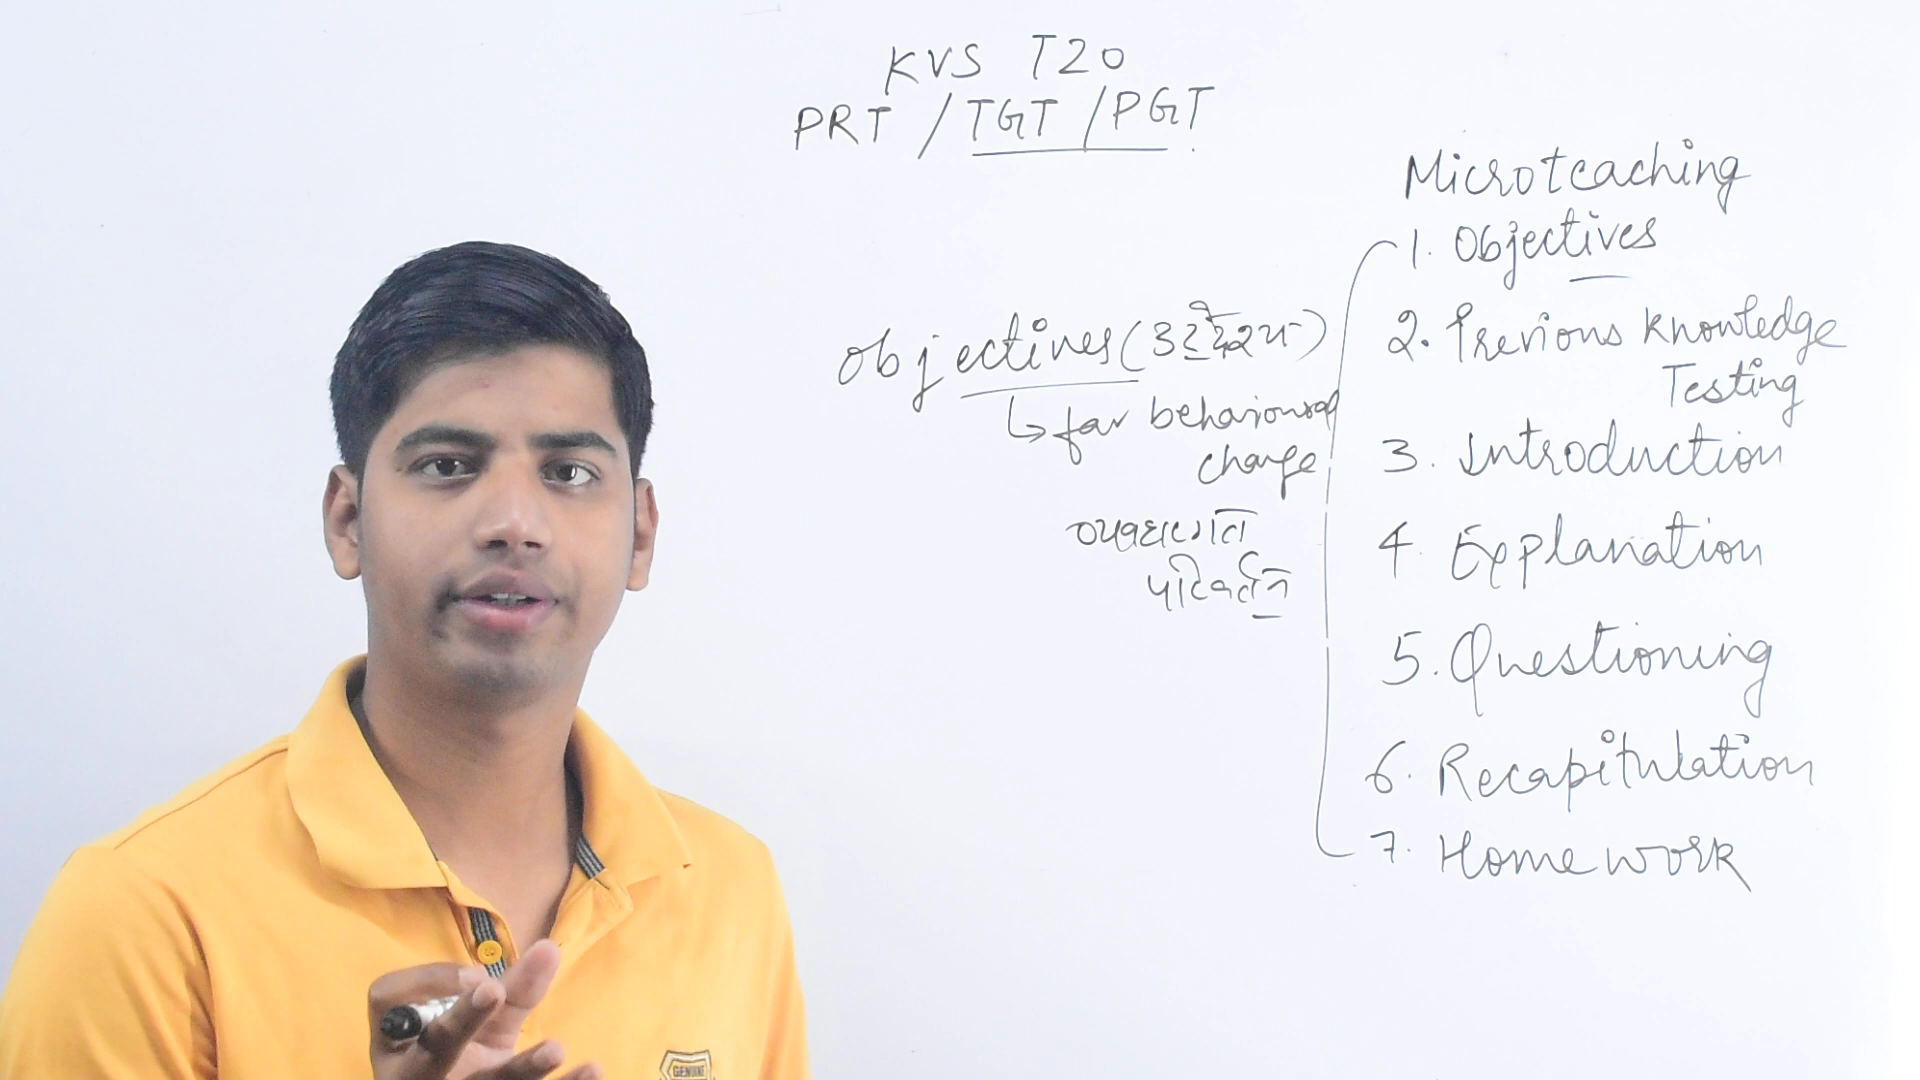 KVS T20
PRT / TGT / PGT
Microteaching
1. Objectives
2. Previous knowledge
Testing
3. Introduction
4. Explanation
5. Questioning
6. Recapitulation
7. Homework
Objectives (उद्देश्य)
↳ for behavioural
change
व्यवहारगत
परिवर्तन
GENUINE